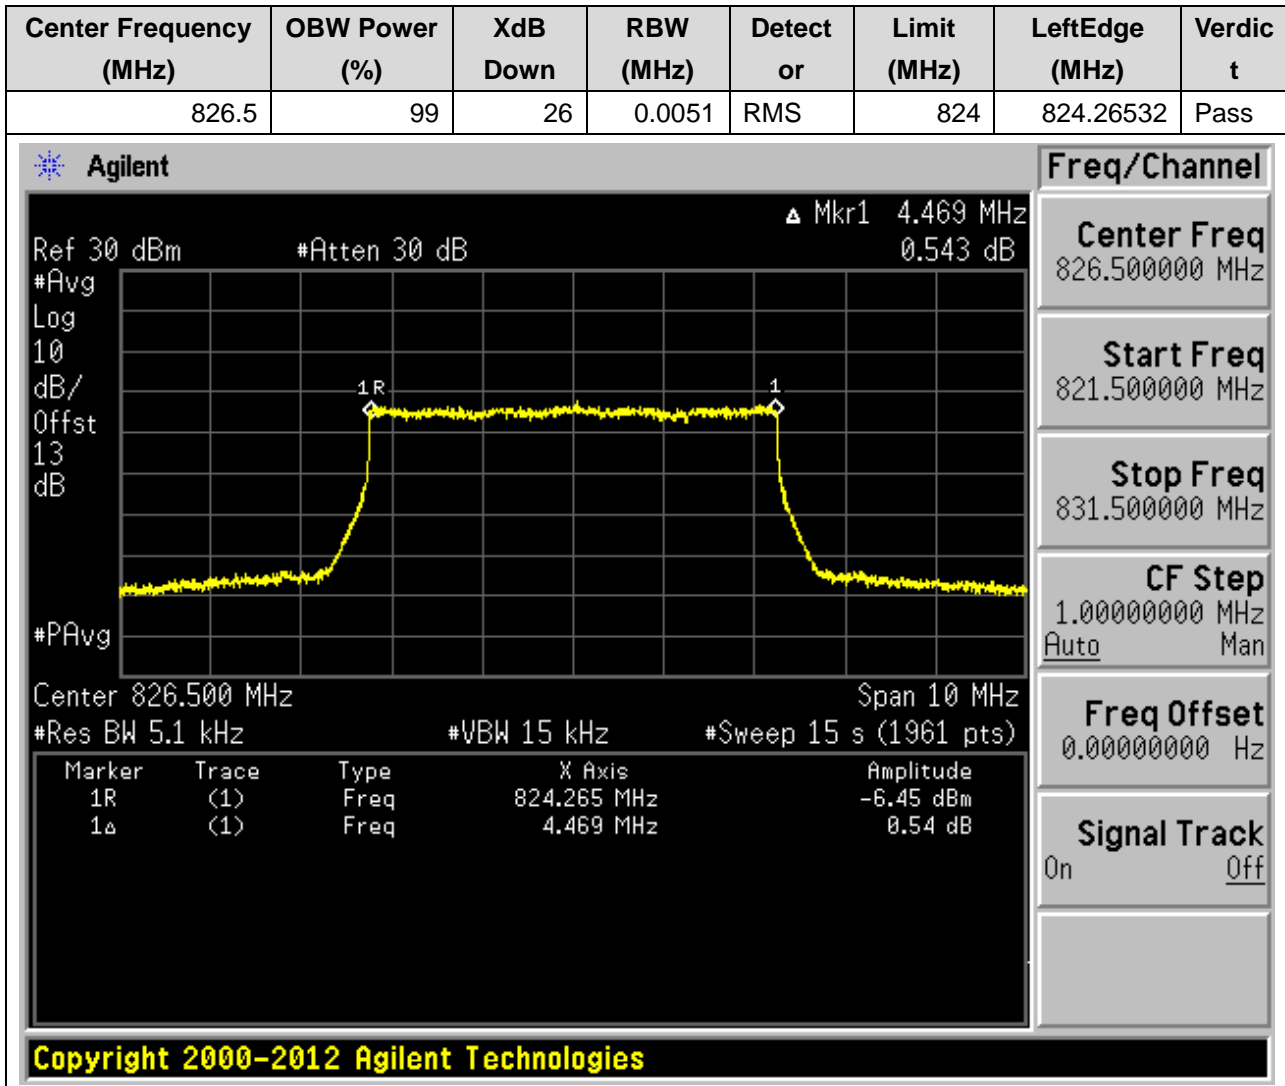 Center Frequency (MHz) OBW Power (%) XdB Down RBW (MHz) Detect or Limit (MHz) LeftEdge (MHz) Verdic t
826.5 99 26 0.0051 RMS 824 824.26532 Pass
Agilent
Freq/Channel
Δ Mkr1 4.469 MHz
Ref 30 dBm #Atten 30 dB 0.543 dB
#Avg
Log
10
dB/
Offst
13
dB
#PAvg
1R
1
Center 826.500 MHz Span 10 MHz
#Res BW 5.1 kHz #VBW 15 kHz #Sweep 15 s (1961 pts)
Marker Trace Type X Axis Amplitude
1R (1) Freq 824.265 MHz -6.45 dBm
1Δ (1) Freq 4.469 MHz 0.54 dB
Center Freq
826.500000 MHz
Start Freq
821.500000 MHz
Stop Freq
831.500000 MHz
CF Step
1.00000000 MHz
Auto Man
Freq Offset
0.00000000 Hz
Signal Track
On Off
Copyright 2000-2012 Agilent Technologies